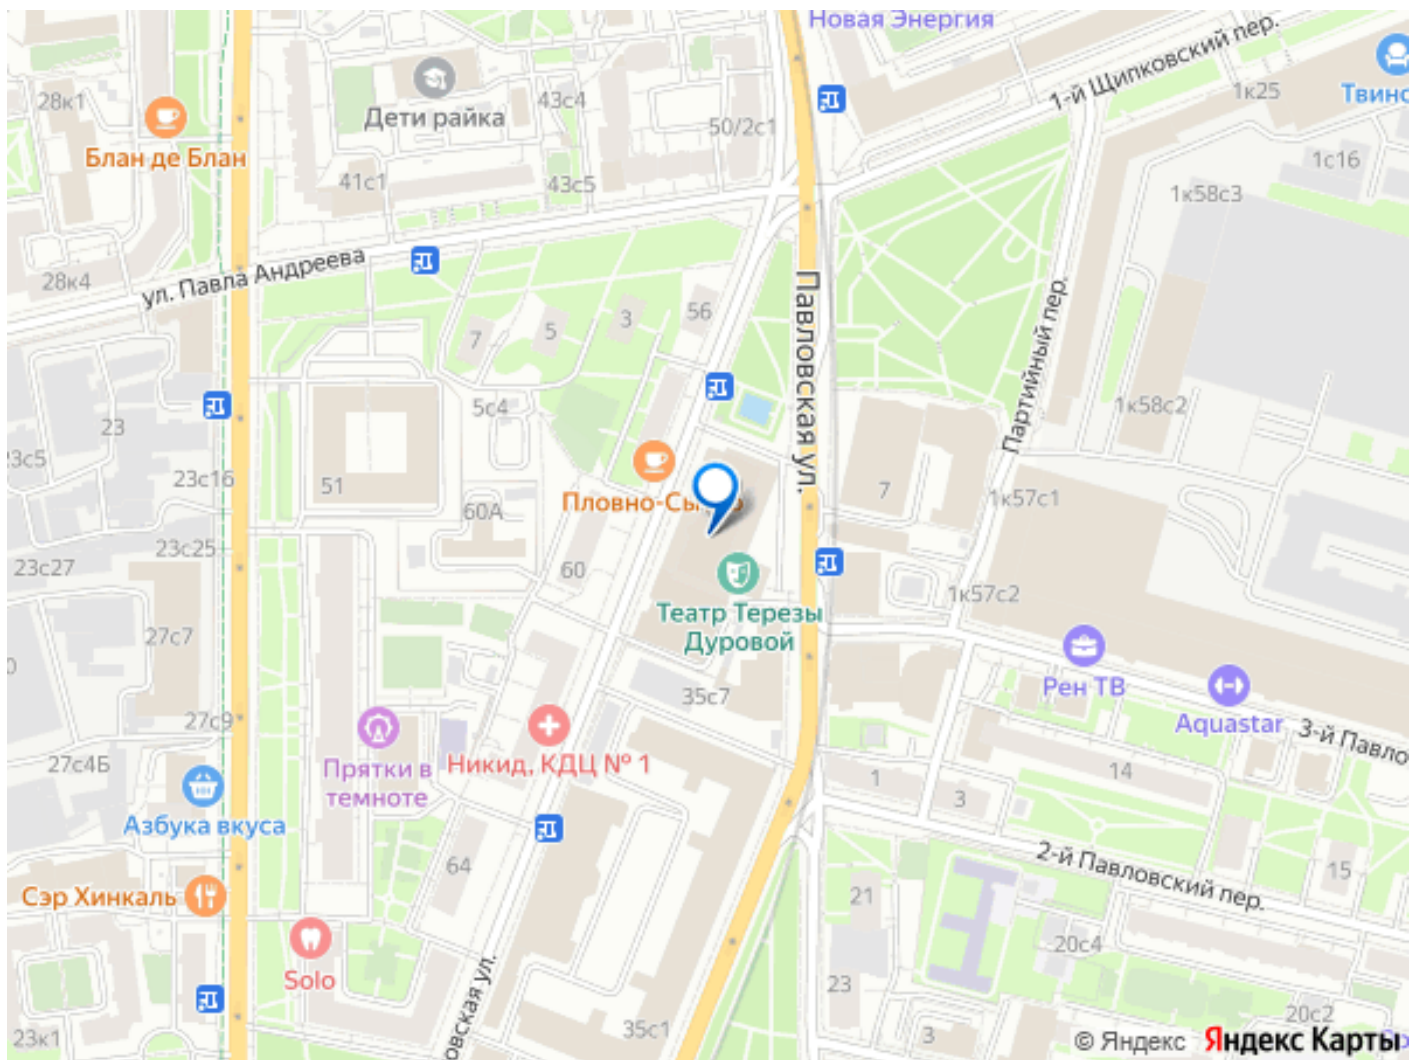 Новая Энергия
1-й Щипковский пер.
1к25
28к1
43с4
Дети райка
50/2с1
Блан де Блан
41с1
43с5
1с16
1к58с3
ул. Павла Андреева
28к4
Павловская ул.
Партийный пер.
56
3
5
7
5с4
1к58с2
23
23с16
51
60А
7
1к57с1
23с25
23с27
60
1к57с2
Театр Терезы
Дуровой
27с7
35с7
Рен ТВ
Aquastar
3-й Павло
27с9
27с4Б
Прятки в
темноте
Никид, КДЦ № 1
1
3
14
Азбука вкуса
64
2-й Павловский пер.
15
Сэр Хинкаль
21
20с4
Solo
овская ул.
23
20с2
23к1
35с1
3
© Яндекс Яндекс Карты